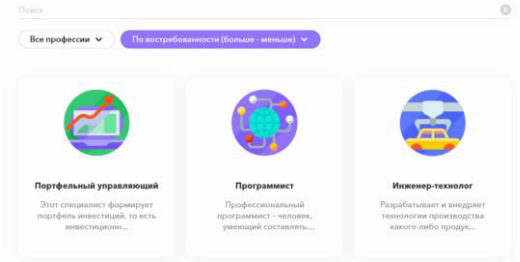 Поиск
Все профессии
По востребованности (больше - меньше)
Портфельный управляющий
Программист
Инженер-технолог
Этот специалист формирует
портфель инвестиций, то есть
инвестиционн...
Профессиональный
программист - человек,
умеющий составлять...
Разрабатывает и внедряет
технологии производства
какого-либо продук...